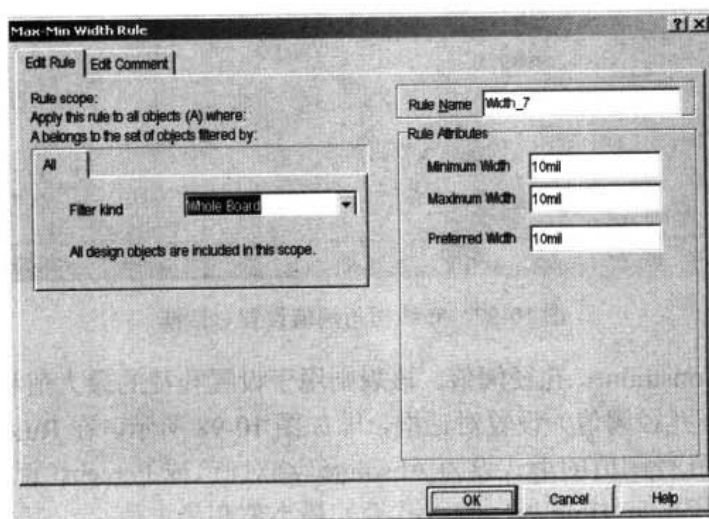 Max-Min Width Rule
? x
Edit Rule
Edit Comment
Rule scope:
Apply this rule to all objects (A) where:
A belongs to the set of objects filtered by:
All
Filter kind
Whole Board
All design objects are included in this scope.
Rule Name
Width_7
Rule Attributes
Minimum Width
10mil
Maximum Width
10mil
Preferred Width
10mil
OK
Cancel
Help